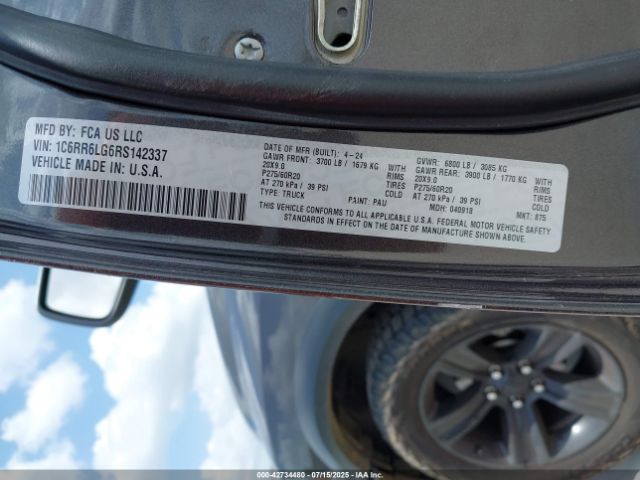 MFD BY: FCA US LLC
VIN: 1C6RR6LG6RS142337
VEHICLE MADE IN U.S.A.
DATE OF MFR (BUILT): 4-24 GVWR: 6800 LB / 3085 KG
GAWR FRONT: 3700 LB / 1679 KG WITH GAWR REAR: 3900 LB / 1770 KG WITH
20X9.0 RIMS 20X9.0 RIMS
P275/60R20 TIRES P275/60R20 TIRES
AT 270 kPa / 39 PSI COLD AT 270 kPa / 39 PSI COLD
TYPE: TRUCK PAINT: PAU MDH: 040918 MKT: 875
THIS VEHICLE CONFORMS TO ALL APPLICABLE U.S.A. FEDERAL MOTOR VEHICLE SAFETY
STANDARDS IN EFFECT ON THE DATE OF MANUFACTURE SHOWN ABOVE.
000-42734480 - 07/15/2025 - WWW.IAAI.COM